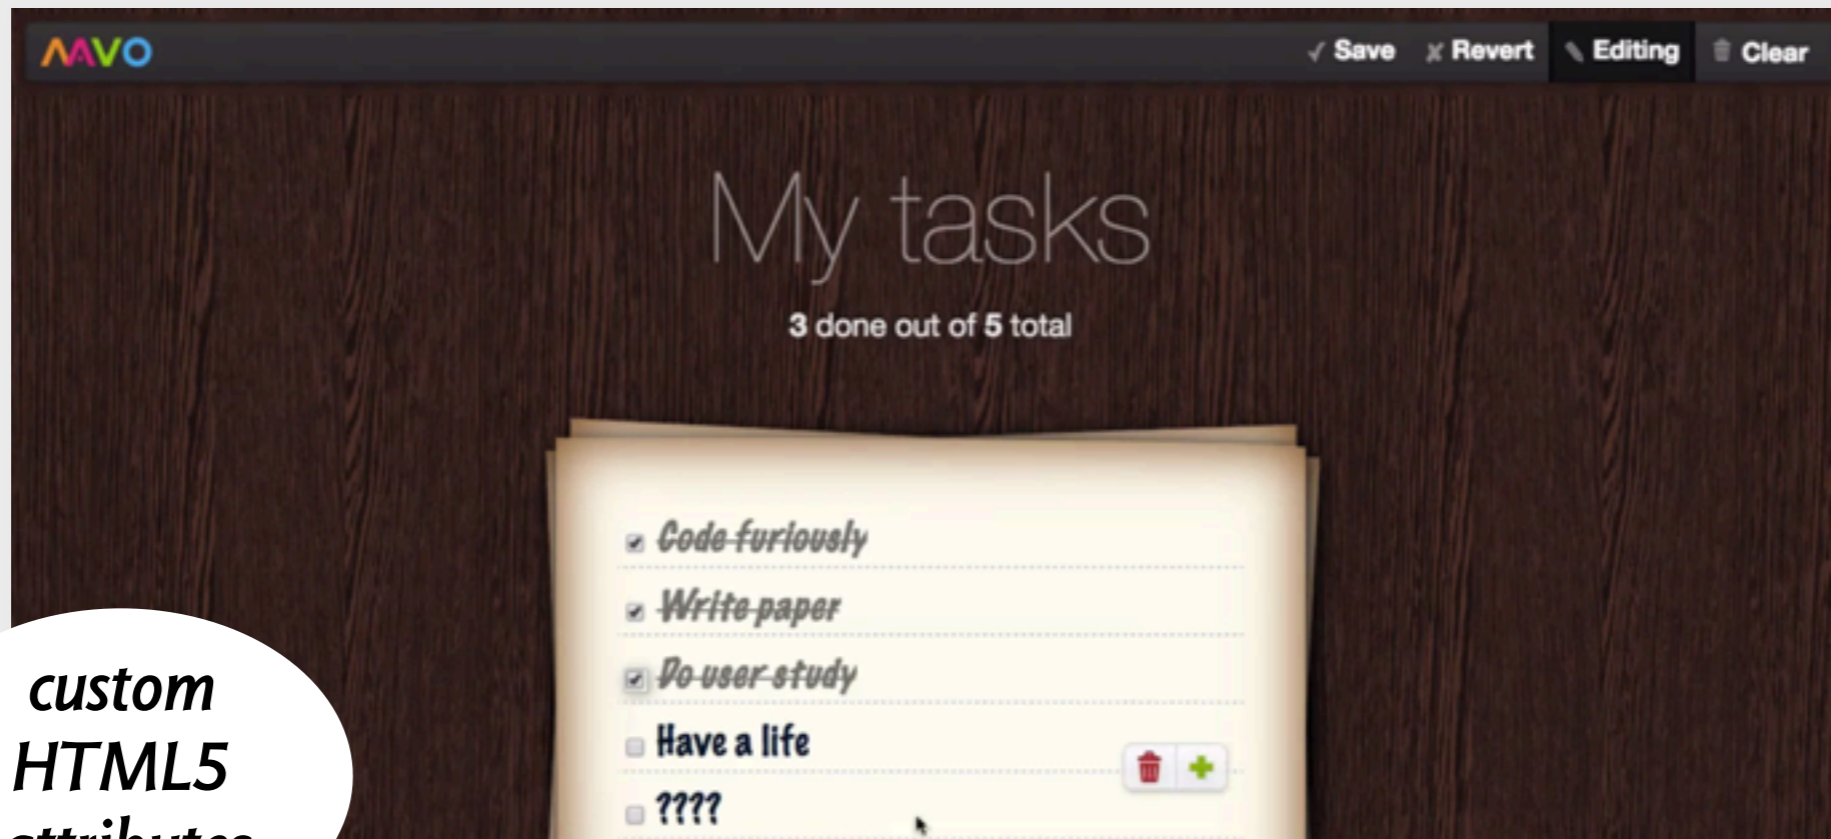 MAVO
Save Revert Editing Clear
My tasks
3 done out of 5 total
Code furiously
Write paper
Do user study
Have a life
????
custom
HTML5
attributes